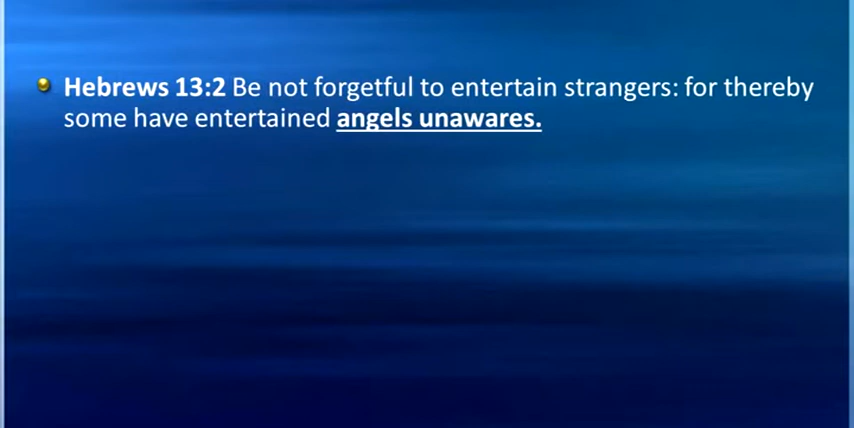 Hebrews 13:2 Be not forgetful to entertain strangers: for thereby
some have entertained angels unawares.